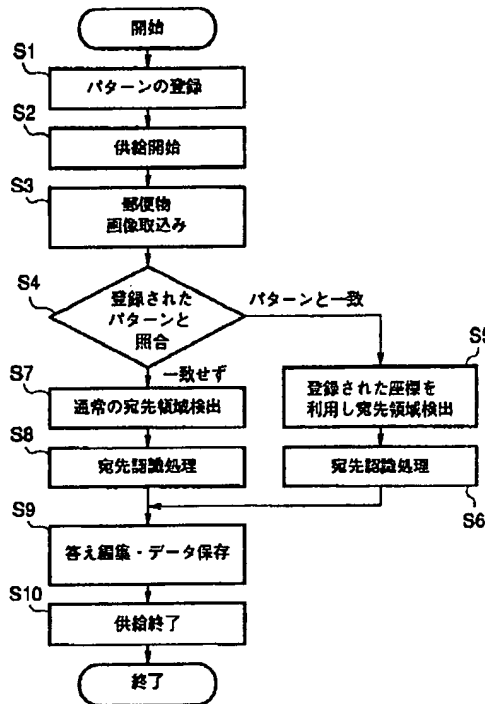 開始
S1
パターンの登録
S2
供給開始
S3
郵便物
画像取込み
S4
登録された
パターンと
照合
パターンと一致
一致せず
S5
登録された座標を
利用し宛先領域検出
S7
通常の宛先領域検出
S8
宛先認識処理
宛先認識処理
S6
S9
答え編集・データ保存
S10
供給終了
終了